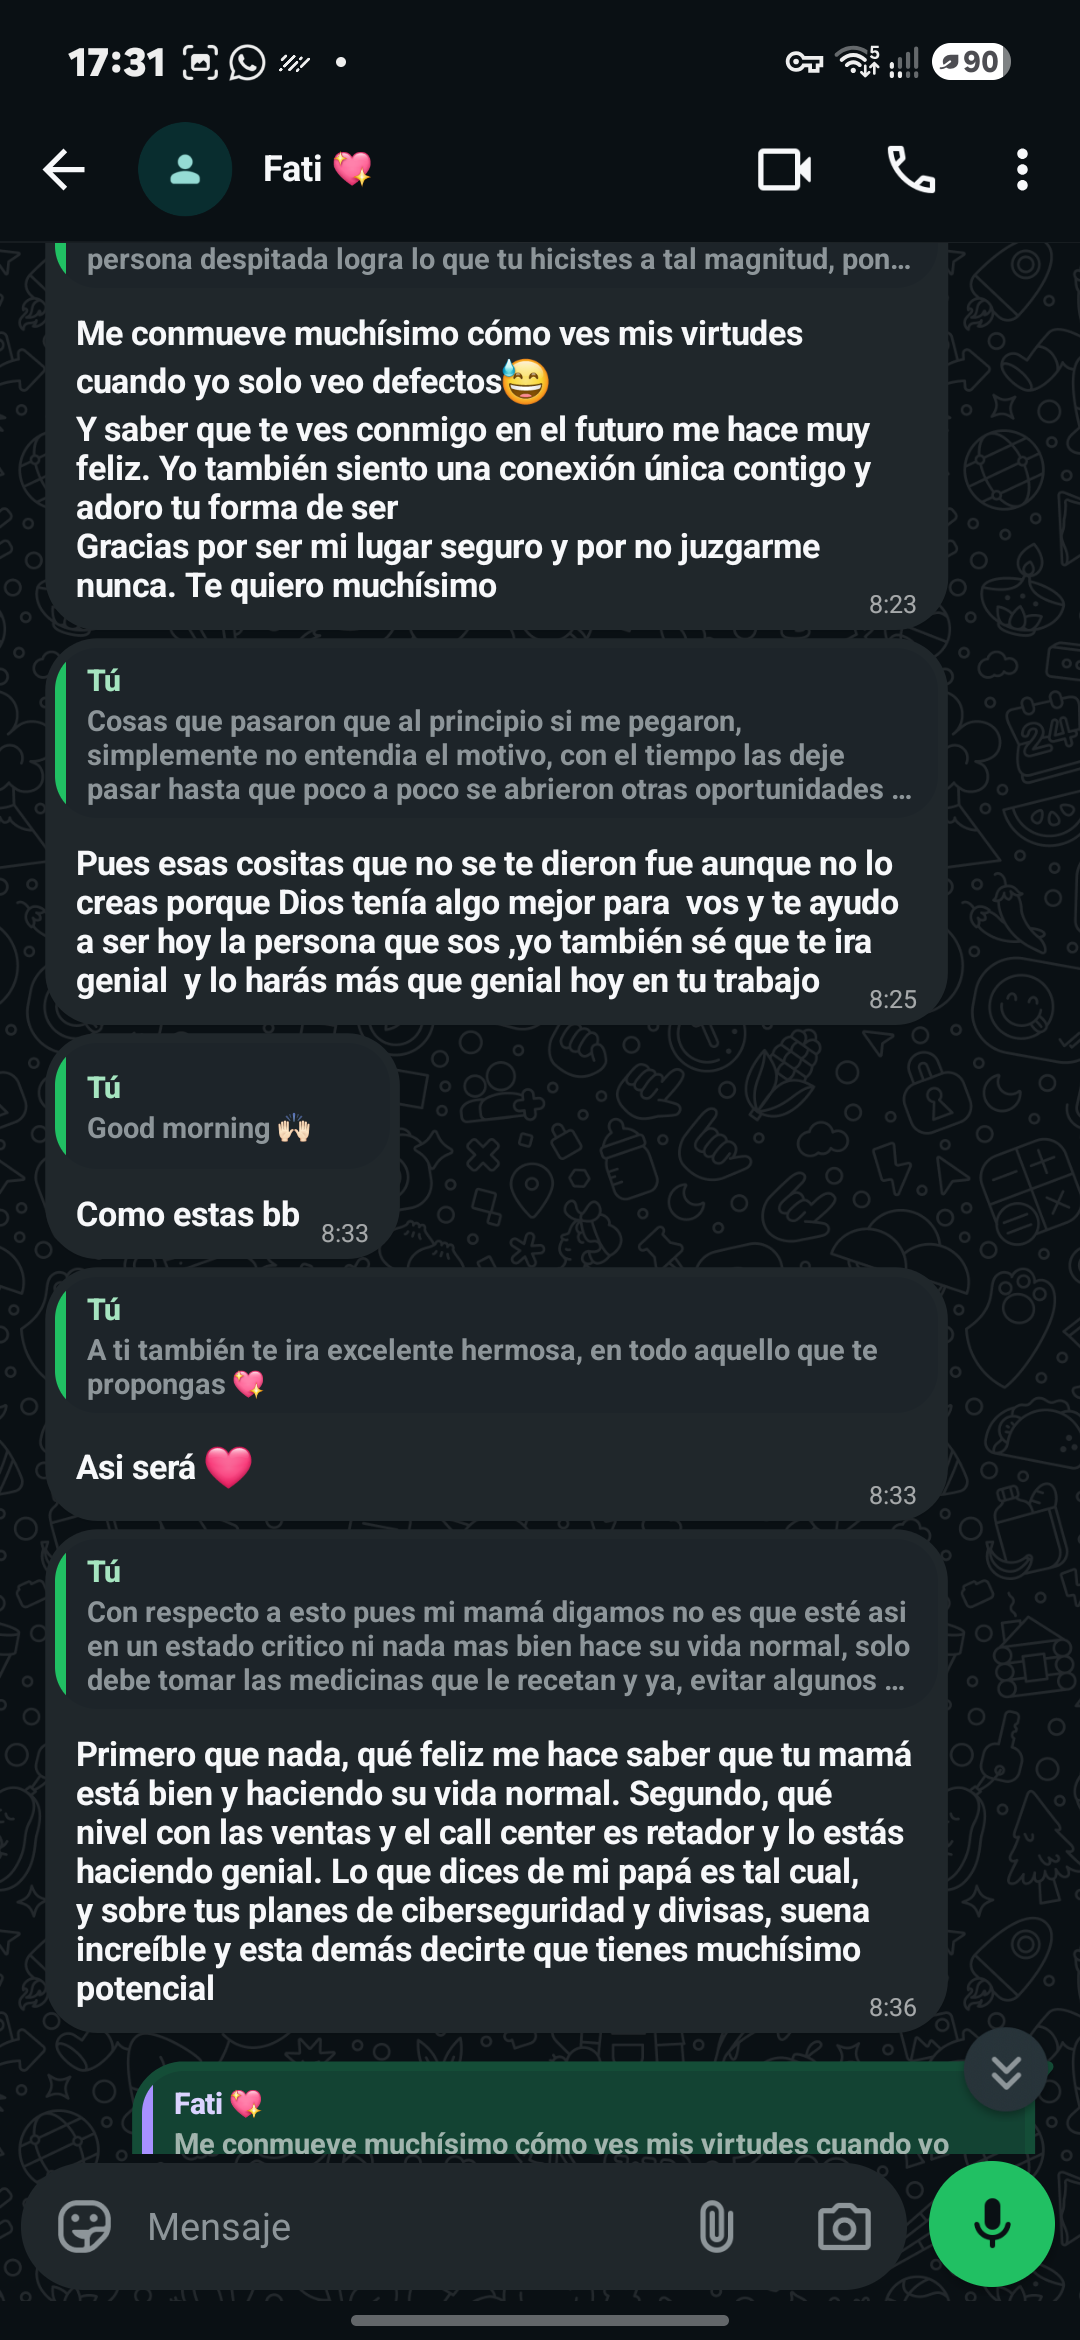 17:31
5
90
Fati 💖
persona despitada logra lo que tu hicistes a tal magnitud, pon...
Me conmueve muchísimo cómo ves mis virtudes
cuando yo solo veo defectos😅
Y saber que te ves conmigo en el futuro me hace muy
feliz. Yo también siento una conexión única contigo y
adoro tu forma de ser
Gracias por ser mi lugar seguro y por no juzgarme
nunca. Te quiero muchísimo
8:23
Tú
Cosas que pasaron que al principio si me pegaron,
simplemente no entendia el motivo, con el tiempo las deje
pasar hasta que poco a poco se abrieron otras oportunidades ...
Pues esas cositas que no se te dieron fue aunque no lo
creas porque Dios tenía algo mejor para  vos y te ayudo
a ser hoy la persona que sos ,yo también sé que te ira
genial  y lo harás más que genial hoy en tu trabajo
8:25
Tú
Good morning 🙌🏻
Como estas bb
8:33
Tú
A ti también te ira excelente hermosa, en todo aquello que te
propongas 💖
Asi será ❤️
8:33
Tú
Con respecto a esto pues mi mamá digamos no es que esté asi
en un estado critico ni nada mas bien hace su vida normal, solo
debe tomar las medicinas que le recetan y ya, evitar algunos ...
Primero que nada, qué feliz me hace saber que tu mamá
está bien y haciendo su vida normal. Segundo, qué
nivel con las ventas y el call center es retador y lo estás
haciendo genial. Lo que dices de mi papá es tal cual,
y sobre tus planes de ciberseguridad y divisas, suena
increíble y esta demás decirte que tienes muchísimo
potencial
8:36
Fati 💖
Me conmueve muchísimo cómo ves mis virtudes cuando yo
Mensaje